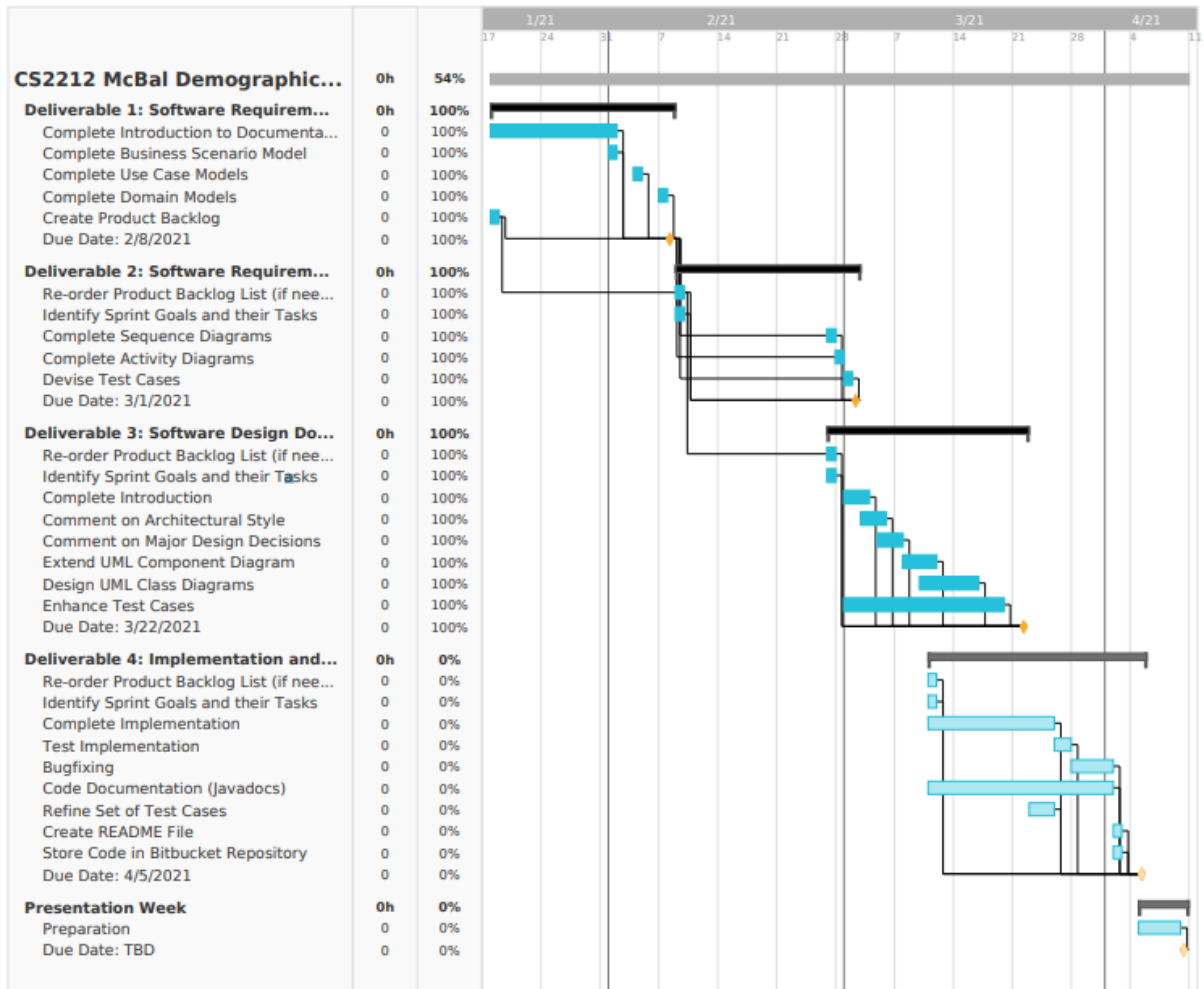 1/21 2/21 3/21 4/21
17 24 31 7 14 21 28 7 14 21 28 4 11
CS2212 McBal Demographic... 0h 54%
Deliverable 1: Software Requirem... 0h 100%
Complete Introduction to Documenta... 0 100%
Complete Business Scenario Model 0 100%
Complete Use Case Models 0 100%
Complete Domain Models 0 100%
Create Product Backlog 0 100%
Due Date: 2/8/2021 0 100%
Deliverable 2: Software Requirem... 0h 100%
Re-order Product Backlog List (if nee... 0 100%
Identify Sprint Goals and their Tasks 0 100%
Complete Sequence Diagrams 0 100%
Complete Activity Diagrams 0 100%
Devise Test Cases 0 100%
Due Date: 3/1/2021 0 100%
Deliverable 3: Software Design Do... 0h 100%
Re-order Product Backlog List (if nee... 0 100%
Identify Sprint Goals and their Tasks 0 100%
Complete Introduction 0 100%
Comment on Architectural Style 0 100%
Comment on Major Design Decisions 0 100%
Extend UML Component Diagram 0 100%
Design UML Class Diagrams 0 100%
Enhance Test Cases 0 100%
Due Date: 3/22/2021 0 100%
Deliverable 4: Implementation and... 0h 0%
Re-order Product Backlog List (if nee... 0 0%
Identify Sprint Goals and their Tasks 0 0%
Complete Implementation 0 0%
Test Implementation 0 0%
Bugfixing 0 0%
Code Documentation (Javadocs) 0 0%
Refine Set of Test Cases 0 0%
Create README File 0 0%
Store Code in Bitbucket Repository 0 0%
Due Date: 4/5/2021 0 0%
Presentation Week 0h 0%
Preparation 0 0%
Due Date: TBD 0 0%